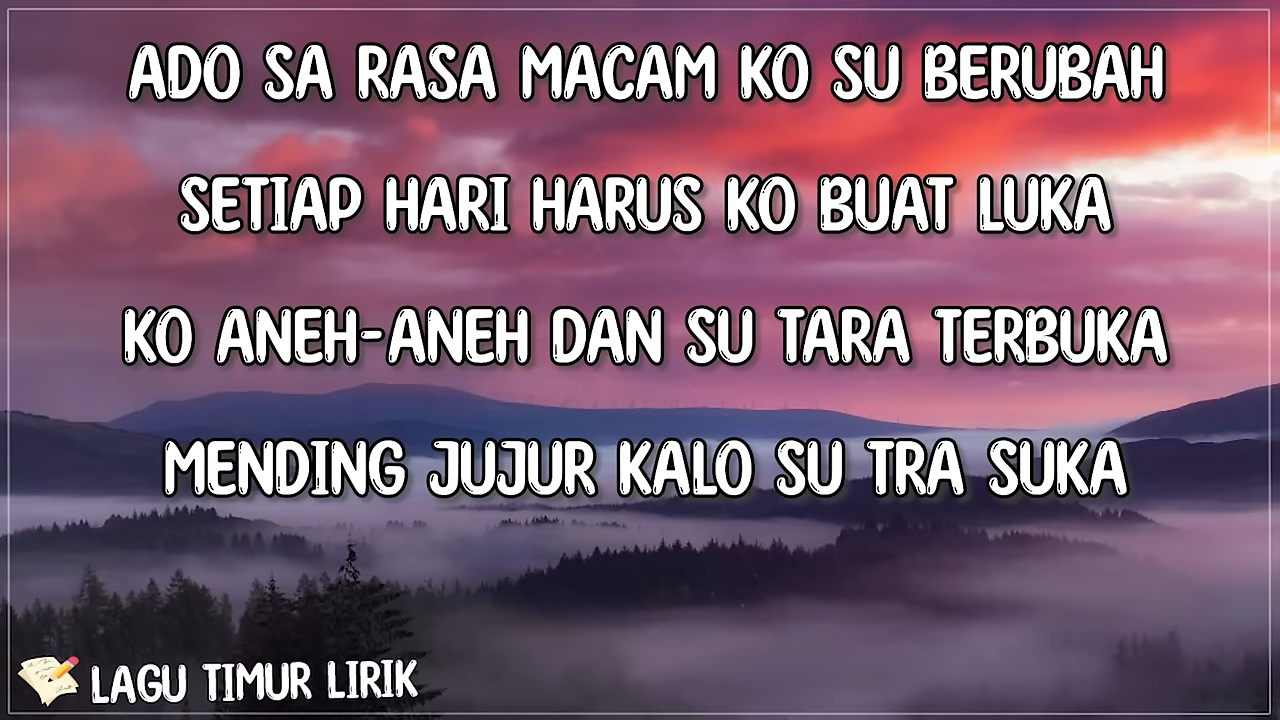 ADO SA RASA MACAM KO SU BERUBAH
SETIAP HARI HARUS KO BUAT LUKA
KO ANEH-ANEH DAN SU TARA TERBUKA
MENDING JUJUR KALO SU TRA SUKA
LAGU TIMUR LIRIK